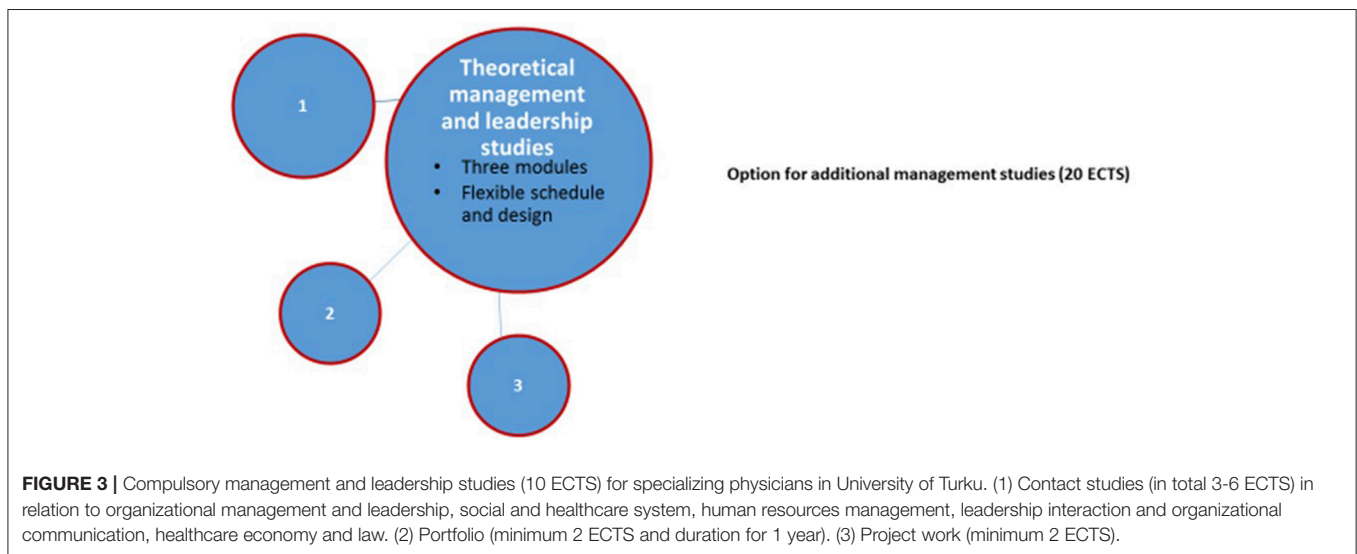 1
Theoretical
management
and leadership
studies
• Three modules
• Flexible schedule
and design
Option for additional management studies (20 ECTS)
2
3
FIGURE 3 | Compulsory management and leadership studies (10 ECTS) for specializing physicians in University of Turku. (1) Contact studies (in total 3-6 ECTS) in
relation to organizational management and leadership, social and healthcare system, human resources management, leadership interaction and organizational
communication, healthcare economy and law. (2) Portfolio (minimum 2 ECTS and duration for 1 year). (3) Project work (minimum 2 ECTS).